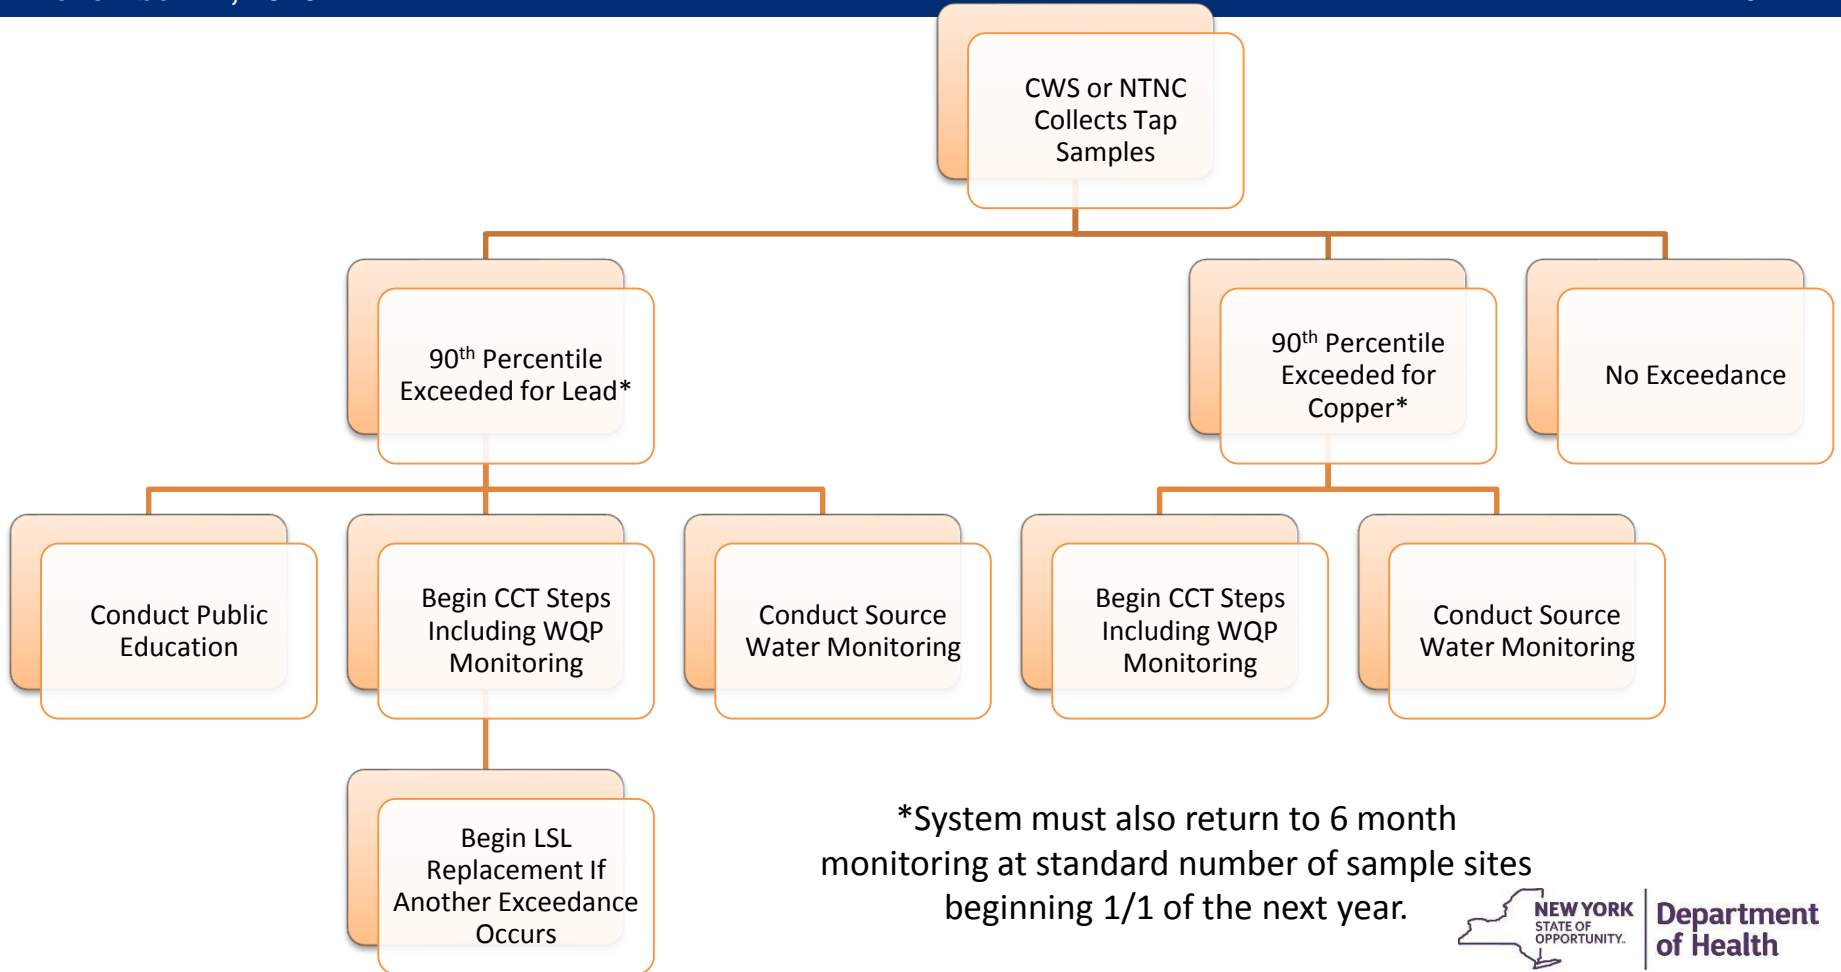 CWS or NTNC
Collects Tap
Samples
90th Percentile
Exceeded for Lead*
90th Percentile
Exceeded for
Copper*
No Exceedance
Conduct Public
Education
Begin CCT Steps
Including WQP
Monitoring
Conduct Source
Water Monitoring
Begin CCT Steps
Including WQP
Monitoring
Conduct Source
Water Monitoring
Begin LSL
Replacement If
Another Exceedance
Occurs
*System must also return to 6 month
monitoring at standard number of sample sites
beginning 1/1 of the next year.
NEW YORK
STATE OF
OPPORTUNITY™
Department
of Health